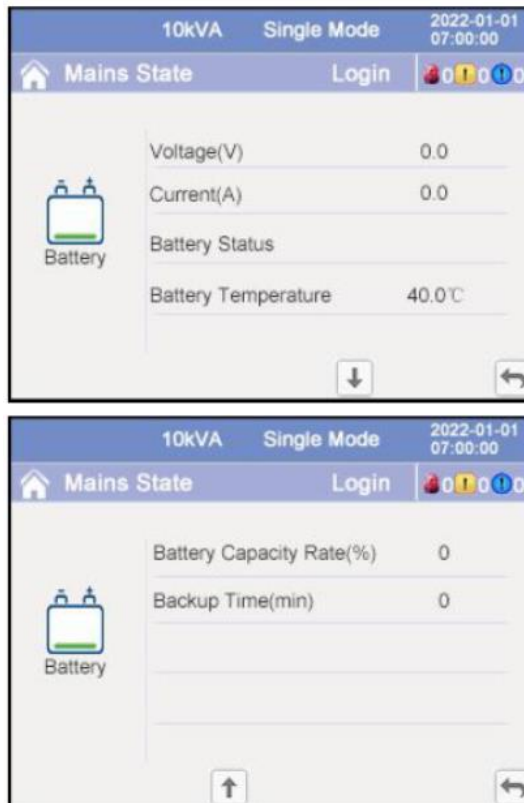 10kVA Single Mode 2022-01-01
07:00:00
Mains State Login 0 ! 0 ! 0
Voltage(V) 0.0
Current(A) 0.0
Battery Status
Battery
Battery Temperature 40.0℃
10kVA Single Mode 2022-01-01
07:00:00
Mains State Login 0 ! 0 ! 0
Battery Capacity Rate(%) 0
Backup Time(min) 0
Battery